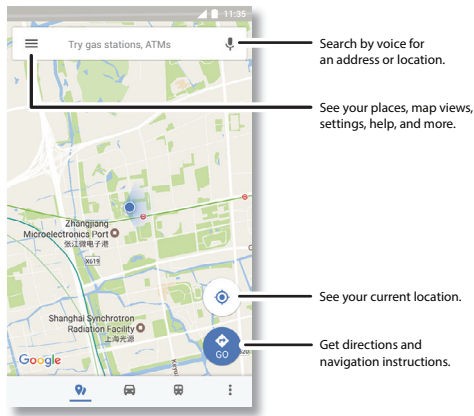 11:35
Try gas stations, ATMs
Search by voice for
an address or location.
See your places, map views,
settings, help, and more.
Zhangjiang
Microelectronics Port
张江微电子港
X619
Shanghai Synchrotron
Radiation Facility
上海光源
See your current location.
Google
GO
Get directions and
navigation instructions.